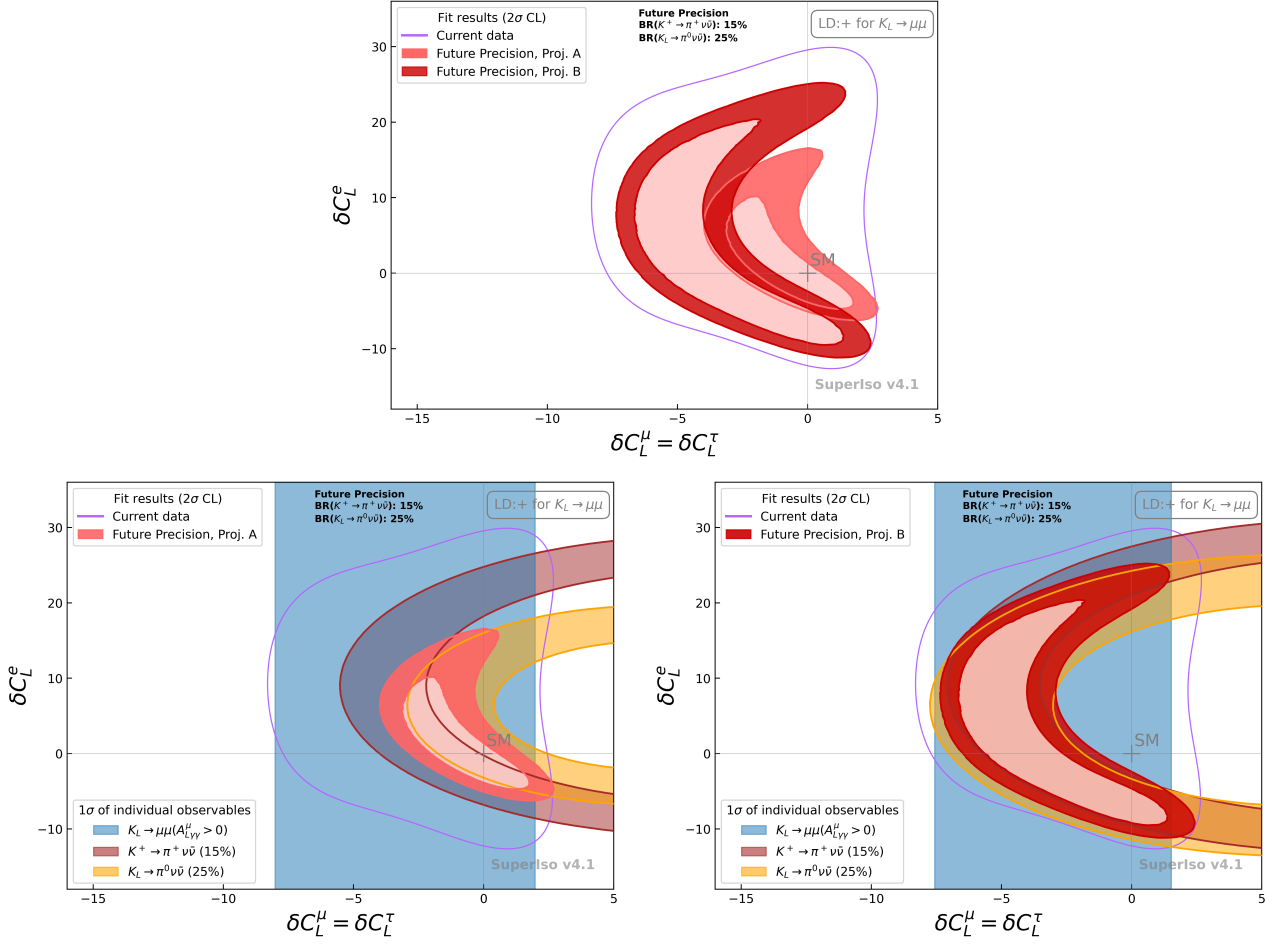 Fit results (2σ CL)
Current data
Future Precision, Proj. A
Future Precision, Proj. B
Future Precision
BR(K⁺ → π⁺νν̄): 15%
BR(K_L → π⁰νν̄): 25%
LD:+ for K_L → μμ
30
20
10
0
−10
δC_L^e
SM
SuperIso v4.1
−15
−10
−5
0
5
δC_L^μ = δC_L^τ
Fit results (2σ CL)
Current data
Future Precision, Proj. A
Future Precision
BR(K⁺ → π⁺νν̄): 15%
BR(K_L → π⁰νν̄): 25%
LD:+ for K_L → μμ
30
20
10
0
−10
δC_L^e
SM
1σ of individual observables
K_L → μμ(A_{Lγγ}^μ > 0)
K⁺ → π⁺νν̄ (15%)
K_L → π⁰νν̄ (25%)
SuperIso v4.1
−15
−10
−5
0
5
δC_L^μ = δC_L^τ
Fit results (2σ CL)
Current data
Future Precision, Proj. B
Future Precision
BR(K⁺ → π⁺νν̄): 15%
BR(K_L → π⁰νν̄): 25%
LD:+ for K_L → μμ
30
20
10
0
−10
δC_L^e
SM
1σ of individual observables
K_L → μμ(A_{Lγγ}^μ > 0)
K⁺ → π⁺νν̄ (15%)
K_L → π⁰νν̄ (25%)
SuperIso v4.1
−15
−10
−5
0
5
δC_L^μ = δC_L^τ